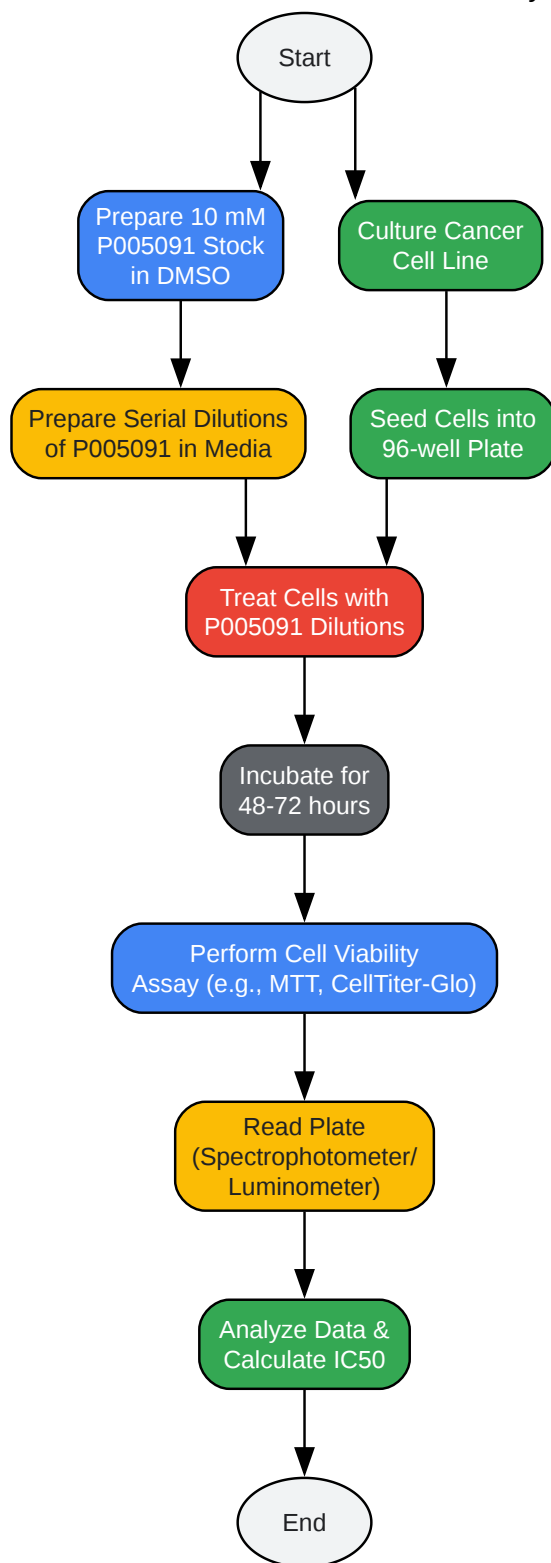 Start
Prepare 10 mM
P005091 Stock
in DMSO
Culture Cancer
Cell Line
Prepare Serial Dilutions
of P005091 in Media
Seed Cells into
96-well Plate
Treat Cells with
P005091 Dilutions
Incubate for
48-72 hours
Perform Cell Viability
Assay (e.g., MTT, CellTiter-Glo)
Read Plate
(Spectrophotometer/
Luminometer)
Analyze Data &
Calculate IC50
End